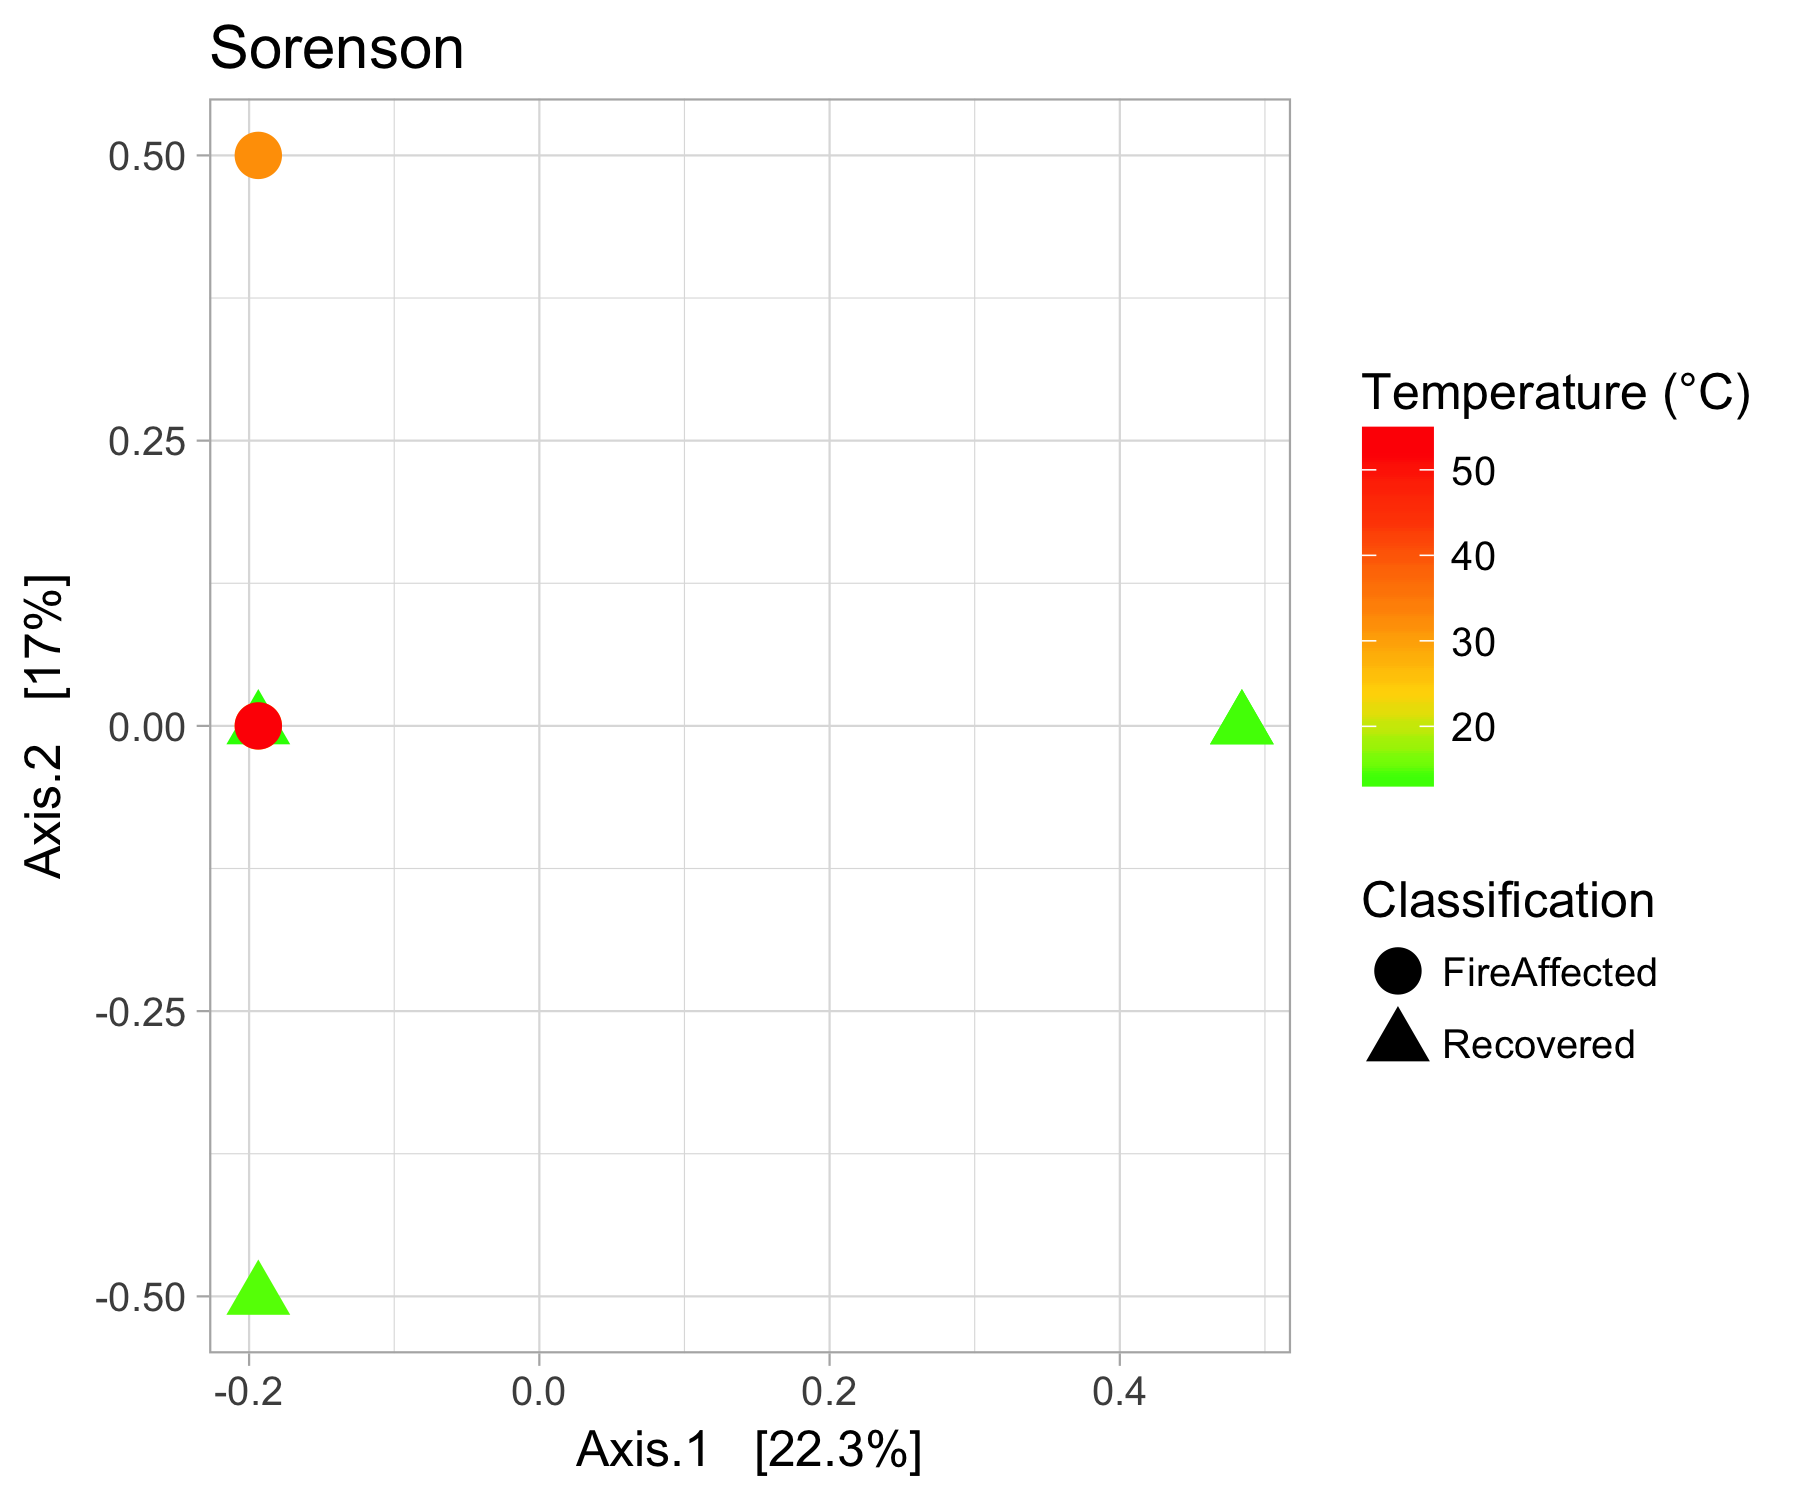 Sorenson
0.50
0.25
0.00
-0.25
-0.50
Axis.2 [17%]
-0.2 0.0 0.2 0.4
Axis.1 [22.3%]
Temperature (°C)
50
40
30
20
Classification
FireAffected
Recovered